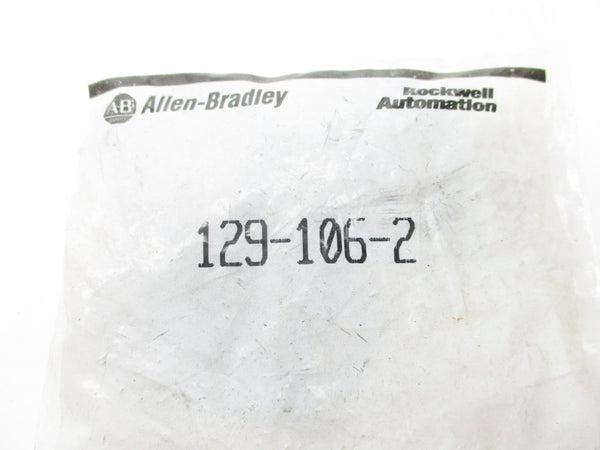 AB Allen-Bradley
Rockwell
Automation
129-106-2